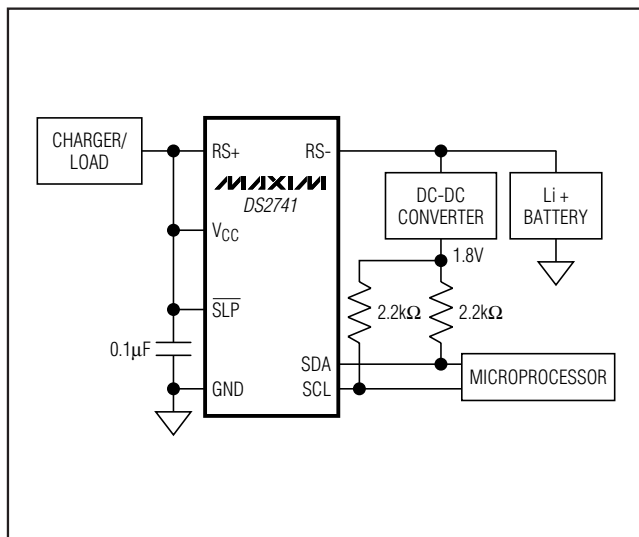 CHARGER/
LOAD
RS+
RS-
MAXIM
DS2741
DC-DC
CONVERTER
Li +
BATTERY
VCC
1.8V
SLP
2.2kΩ
2.2kΩ
0.1µF
SDA
MICROPROCESSOR
GND
SCL